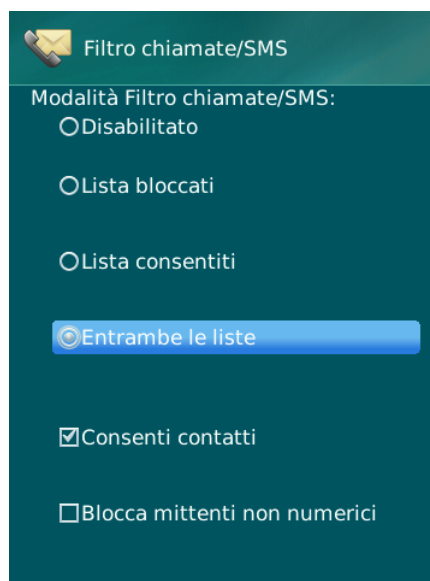 Filtro chiamate/SMS
Modalità Filtro chiamate/SMS:
Disabilitato
Lista bloccati
Lista consentiti
Entrambe le liste
Consenti contatti
Blocca mittenti non numerici